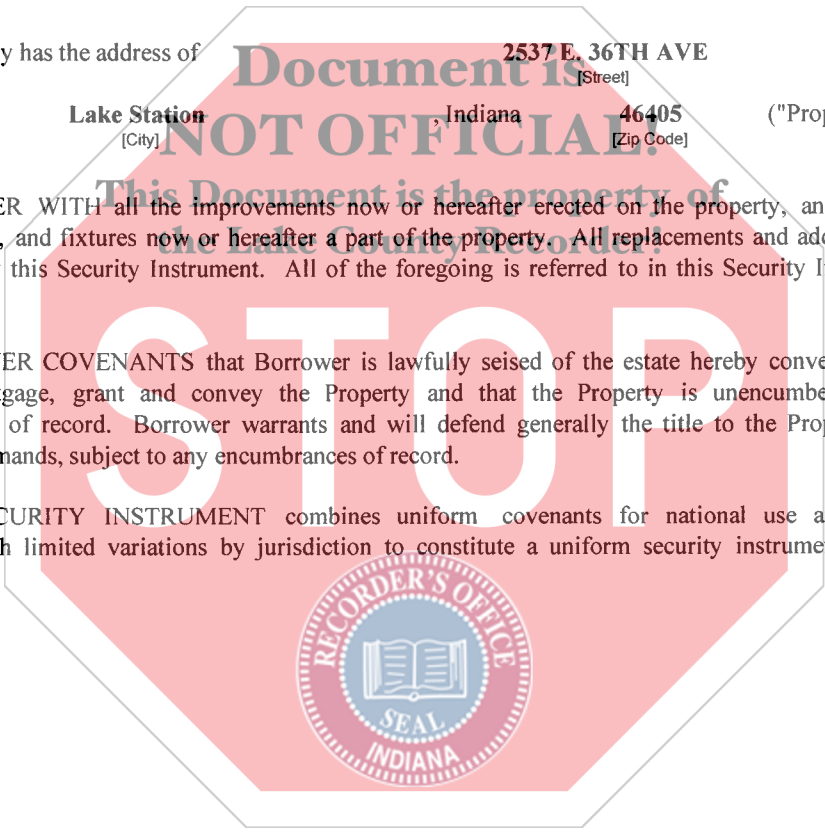 y has the address of 2537 E. 36TH AVE
[Street]
Lake Station , Indiana 46405 ("Prop
[City] [Zip Code]
ER WITH all the improvements now or hereafter erected on the property, an
, and fixtures now or hereafter a part of the property. All replacements and add
this Security Instrument. All of the foregoing is referred to in this Security I
ER COVENANTS that Borrower is lawfully seised of the estate hereby conve
gage, grant and convey the Property and that the Property is unencumbe
of record. Borrower warrants and will defend generally the title to the Prop
mands, subject to any encumbrances of record.
CURITY INSTRUMENT combines uniform covenants for national use a
h limited variations by jurisdiction to constitute a uniform security instrume
Document is
NOT OFFICIAL!
This Document is the property of
the Lake County Recorder!
STOP
RECORDER'S OFFICE
SEAL
INDIANA